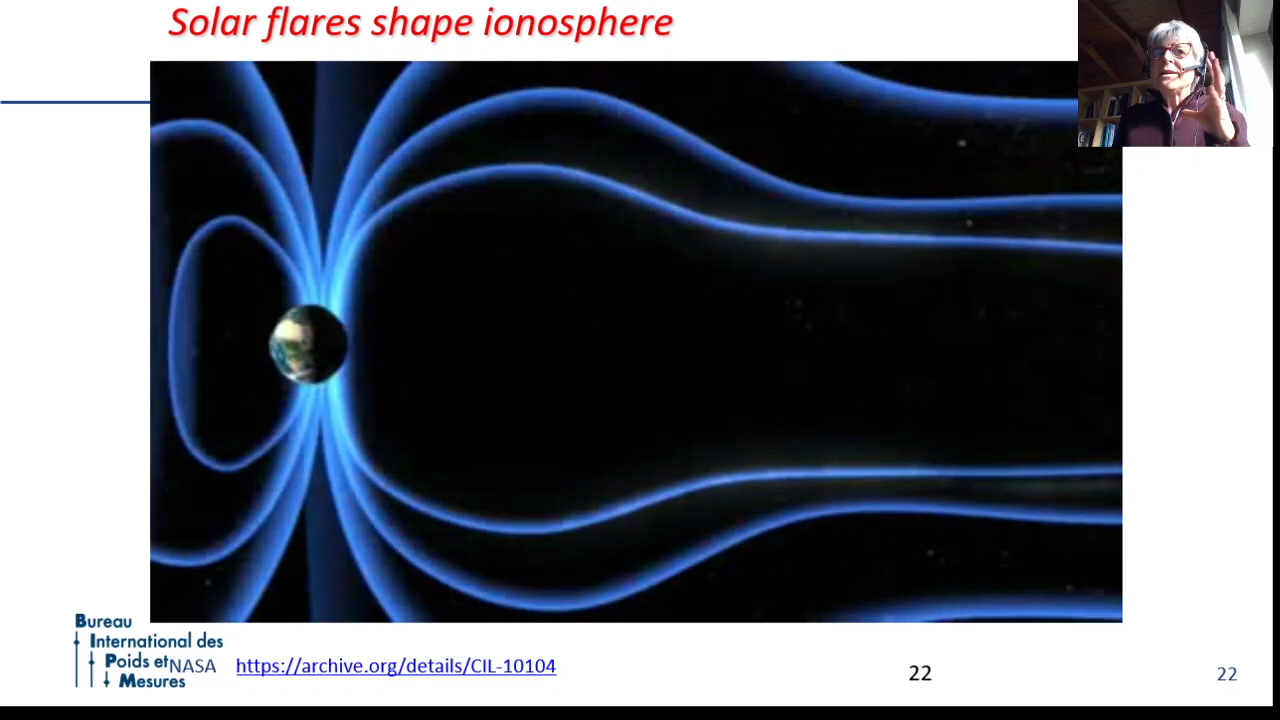 Solar flares shape ionosphere
Bureau
International des
Poids et
Mesures
NASA
https://archive.org/details/CIL-10104
22
22